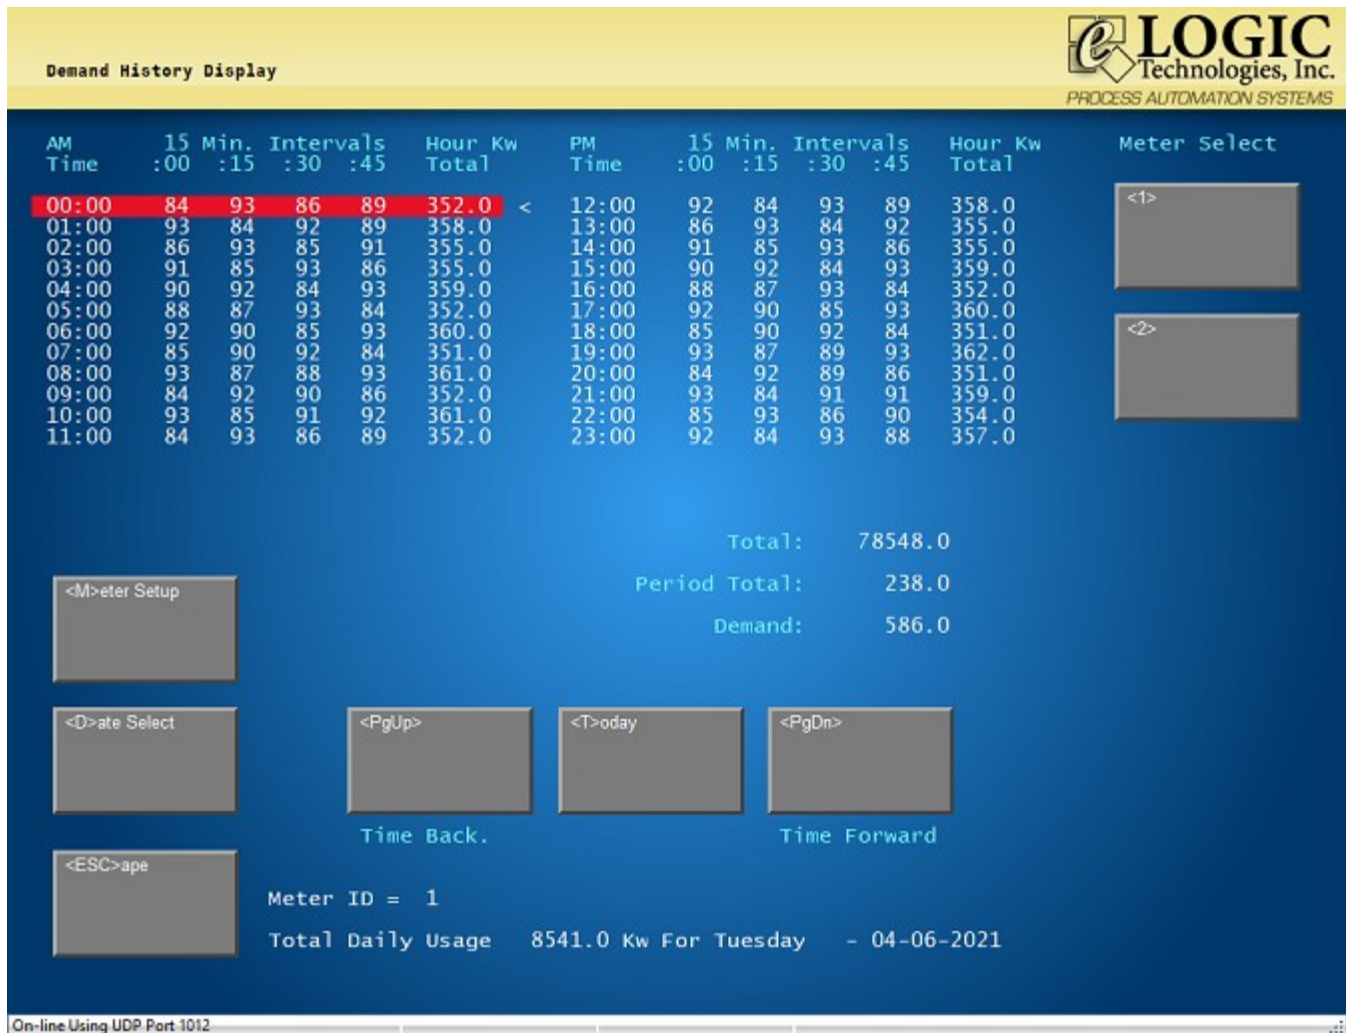 e LOGIC
Technologies, Inc.
PROCESS AUTOMATION SYSTEMS
Demand History Display
AM 15 Min. Intervals Hour Kw PM 15 Min. Intervals Hour Kw Meter Select
Time :00 :15 :30 :45 Total Time :00 :15 :30 :45 Total
00:00 84 93 86 89 352.0 < 12:00 92 84 93 89 358.0
01:00 93 84 92 89 358.0 13:00 86 93 84 92 355.0
02:00 86 93 85 91 355.0 14:00 91 85 93 86 355.0
03:00 91 85 93 86 355.0 15:00 90 92 84 93 359.0
04:00 90 92 84 93 359.0 16:00 88 87 93 84 352.0
05:00 88 87 93 84 352.0 17:00 92 90 85 93 360.0
06:00 92 90 85 93 360.0 18:00 85 90 92 84 351.0
07:00 85 90 92 84 351.0 19:00 93 87 89 93 362.0
08:00 93 87 88 93 361.0 20:00 84 92 89 86 351.0
09:00 84 92 90 86 352.0 21:00 93 84 91 91 359.0
10:00 93 85 91 92 361.0 22:00 85 93 86 90 354.0
11:00 84 93 86 89 352.0 23:00 92 84 93 88 357.0
<1>
<2>
Total: 78548.0
Period Total: 238.0
Demand: 586.0
<M>eter Setup
<D>ate Select
<PgUp>
<T>oday
<PgDn>
Time Back.
Time Forward
<ESC>ape
Meter ID = 1
Total Daily Usage 8541.0 Kw For Tuesday - 04-06-2021
On-line Using UDP Port 1012